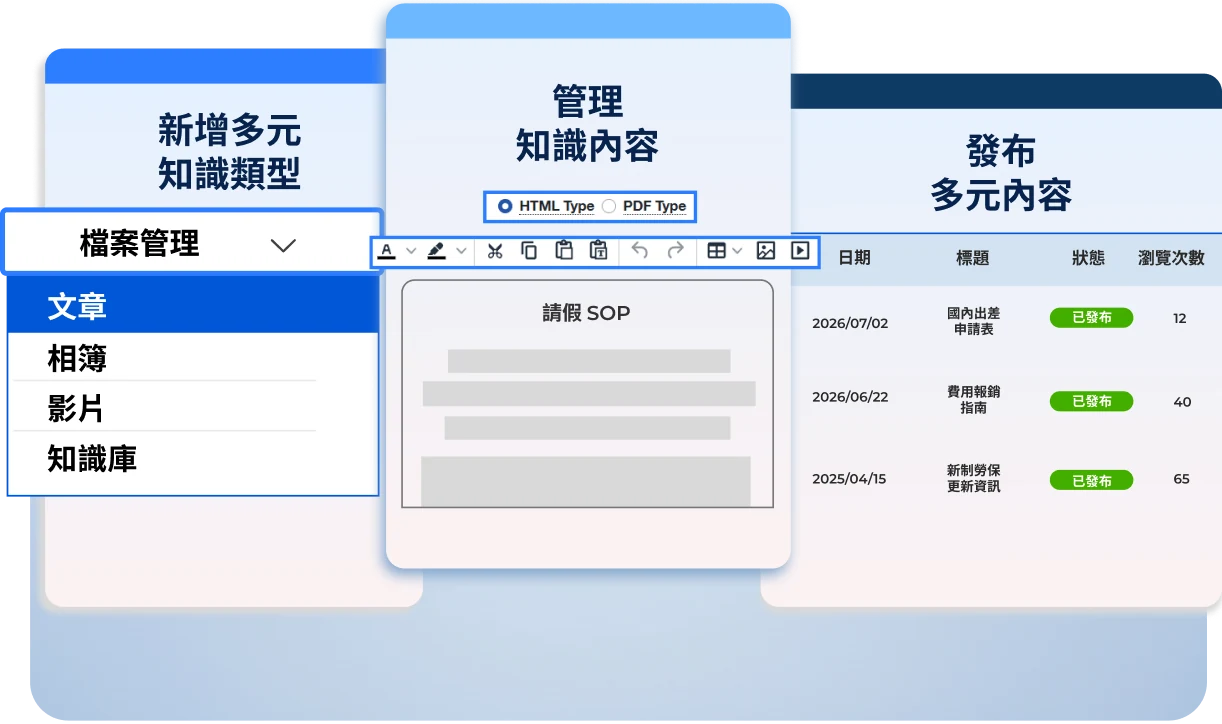 新增多元
知識類型
檔案管理
文章
相簿
影片
知識庫
管理
知識內容
HTML Type PDF Type
請假 SOP
發布
多元內容
日期 標題 狀態 瀏覽次數
2026/07/02 國內出差 已發布 12
申請表
2026/06/22 費用報銷 已發布 40
指南
2025/04/15 新制勞保 已發布 65
更新資訊